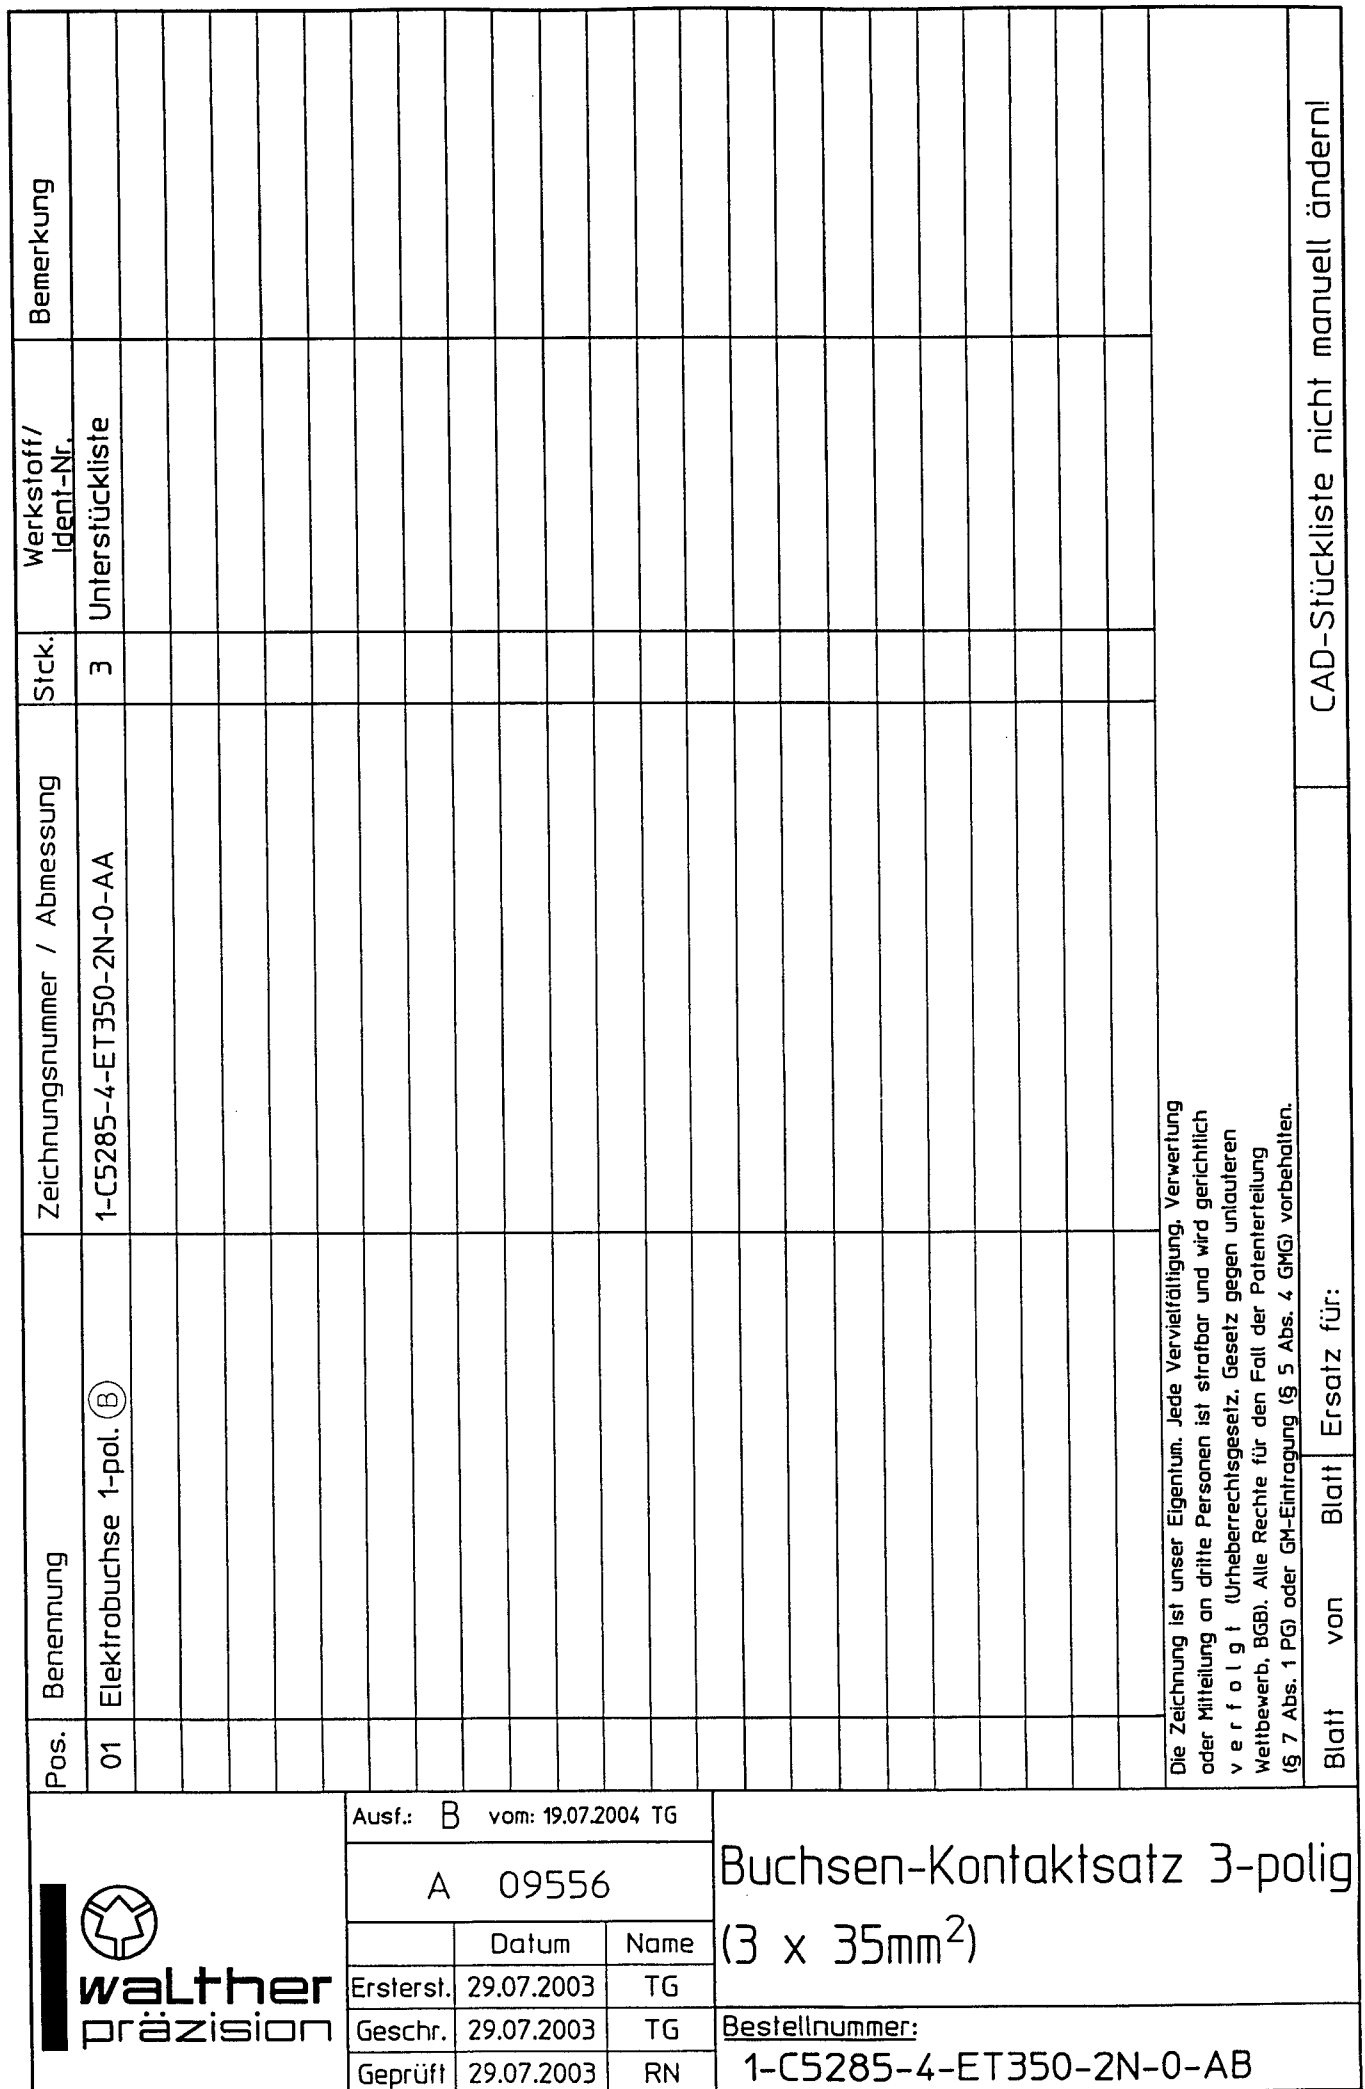 Pos. Benennung Zeichnungsnummer / Abmessung Stck. Werkstoff/ Ident-Nr. Bemerkung
01 Elektrobuchse 1-pol. B 1-C5285-4-ET350-2N-0-AA 3 Unterstückliste
Die Zeichnung ist unser Eigentum. Jede Vervielfältigung, Verwertung
oder Mitteilung an dritte Personen ist strafbar und wird gerichtlich
v e r f o l g t (Urheberrechtsgesetz. Gesetz gegen unlauteren
Wettbewerb, BGB). Alle Rechte für den Fall der Patenterteilung
(§ 7 Abs. 1 PG) oder GM-Eintragung (§ 5 Abs. 4 GMG) vorbehalten.
Blatt von Blatt Ersatz für: CAD-Stückliste nicht manuell ändern!
walther
präzision
Ausf.: B vom: 19.07.2004 TG
A 09556
Datum Name
Ersterst. 29.07.2003 TG
Geschr. 29.07.2003 TG
Geprüft 29.07.2003 RN
Buchsen-Kontaktsatz 3-polig
(3 x 35mm²)
Bestellnummer:
1-C5285-4-ET350-2N-0-AB